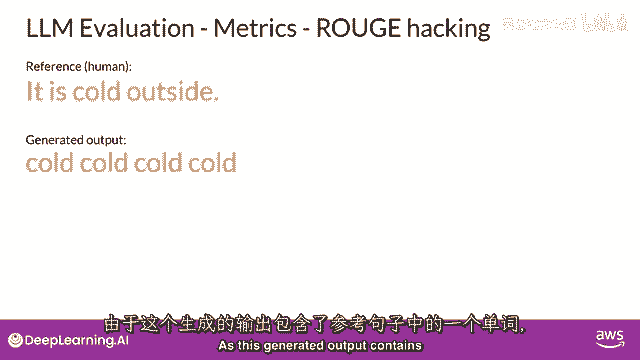 LLM Evaluation - Metrics - ROUGE hacking
Reference (human):
It is cold outside.
Generated output:
cold cold cold cold
由于这个生成的输出包含了参考句子中的一个单词,
As this generated output contains
DeepLearning.AI
aws